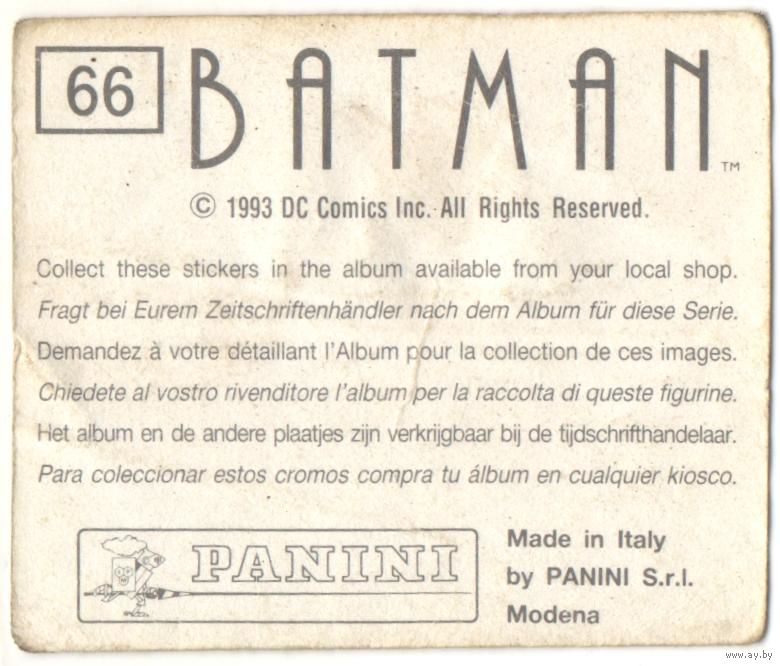 66
BATMAN™
© 1993 DC Comics Inc. All Rights Reserved.
Collect these stickers in the album available from your local shop.
Fragt bei Eurem Zeitschriftenhändler nach dem Album für diese Serie.
Demandez à votre détaillant l'Album pour la collection de ces images.
Chiedete al vostro rivenditore l'album per la raccolta di queste figurine.
Het album en de andere plaatjes zijn verkrijgbaar bij de tijdschrifthandelaar.
Para coleccionar estos cromos compra tu álbum en cualquier kiosco.
PANINI
Made in Italy
by PANINI S.r.l.
Modena
www.ay.by